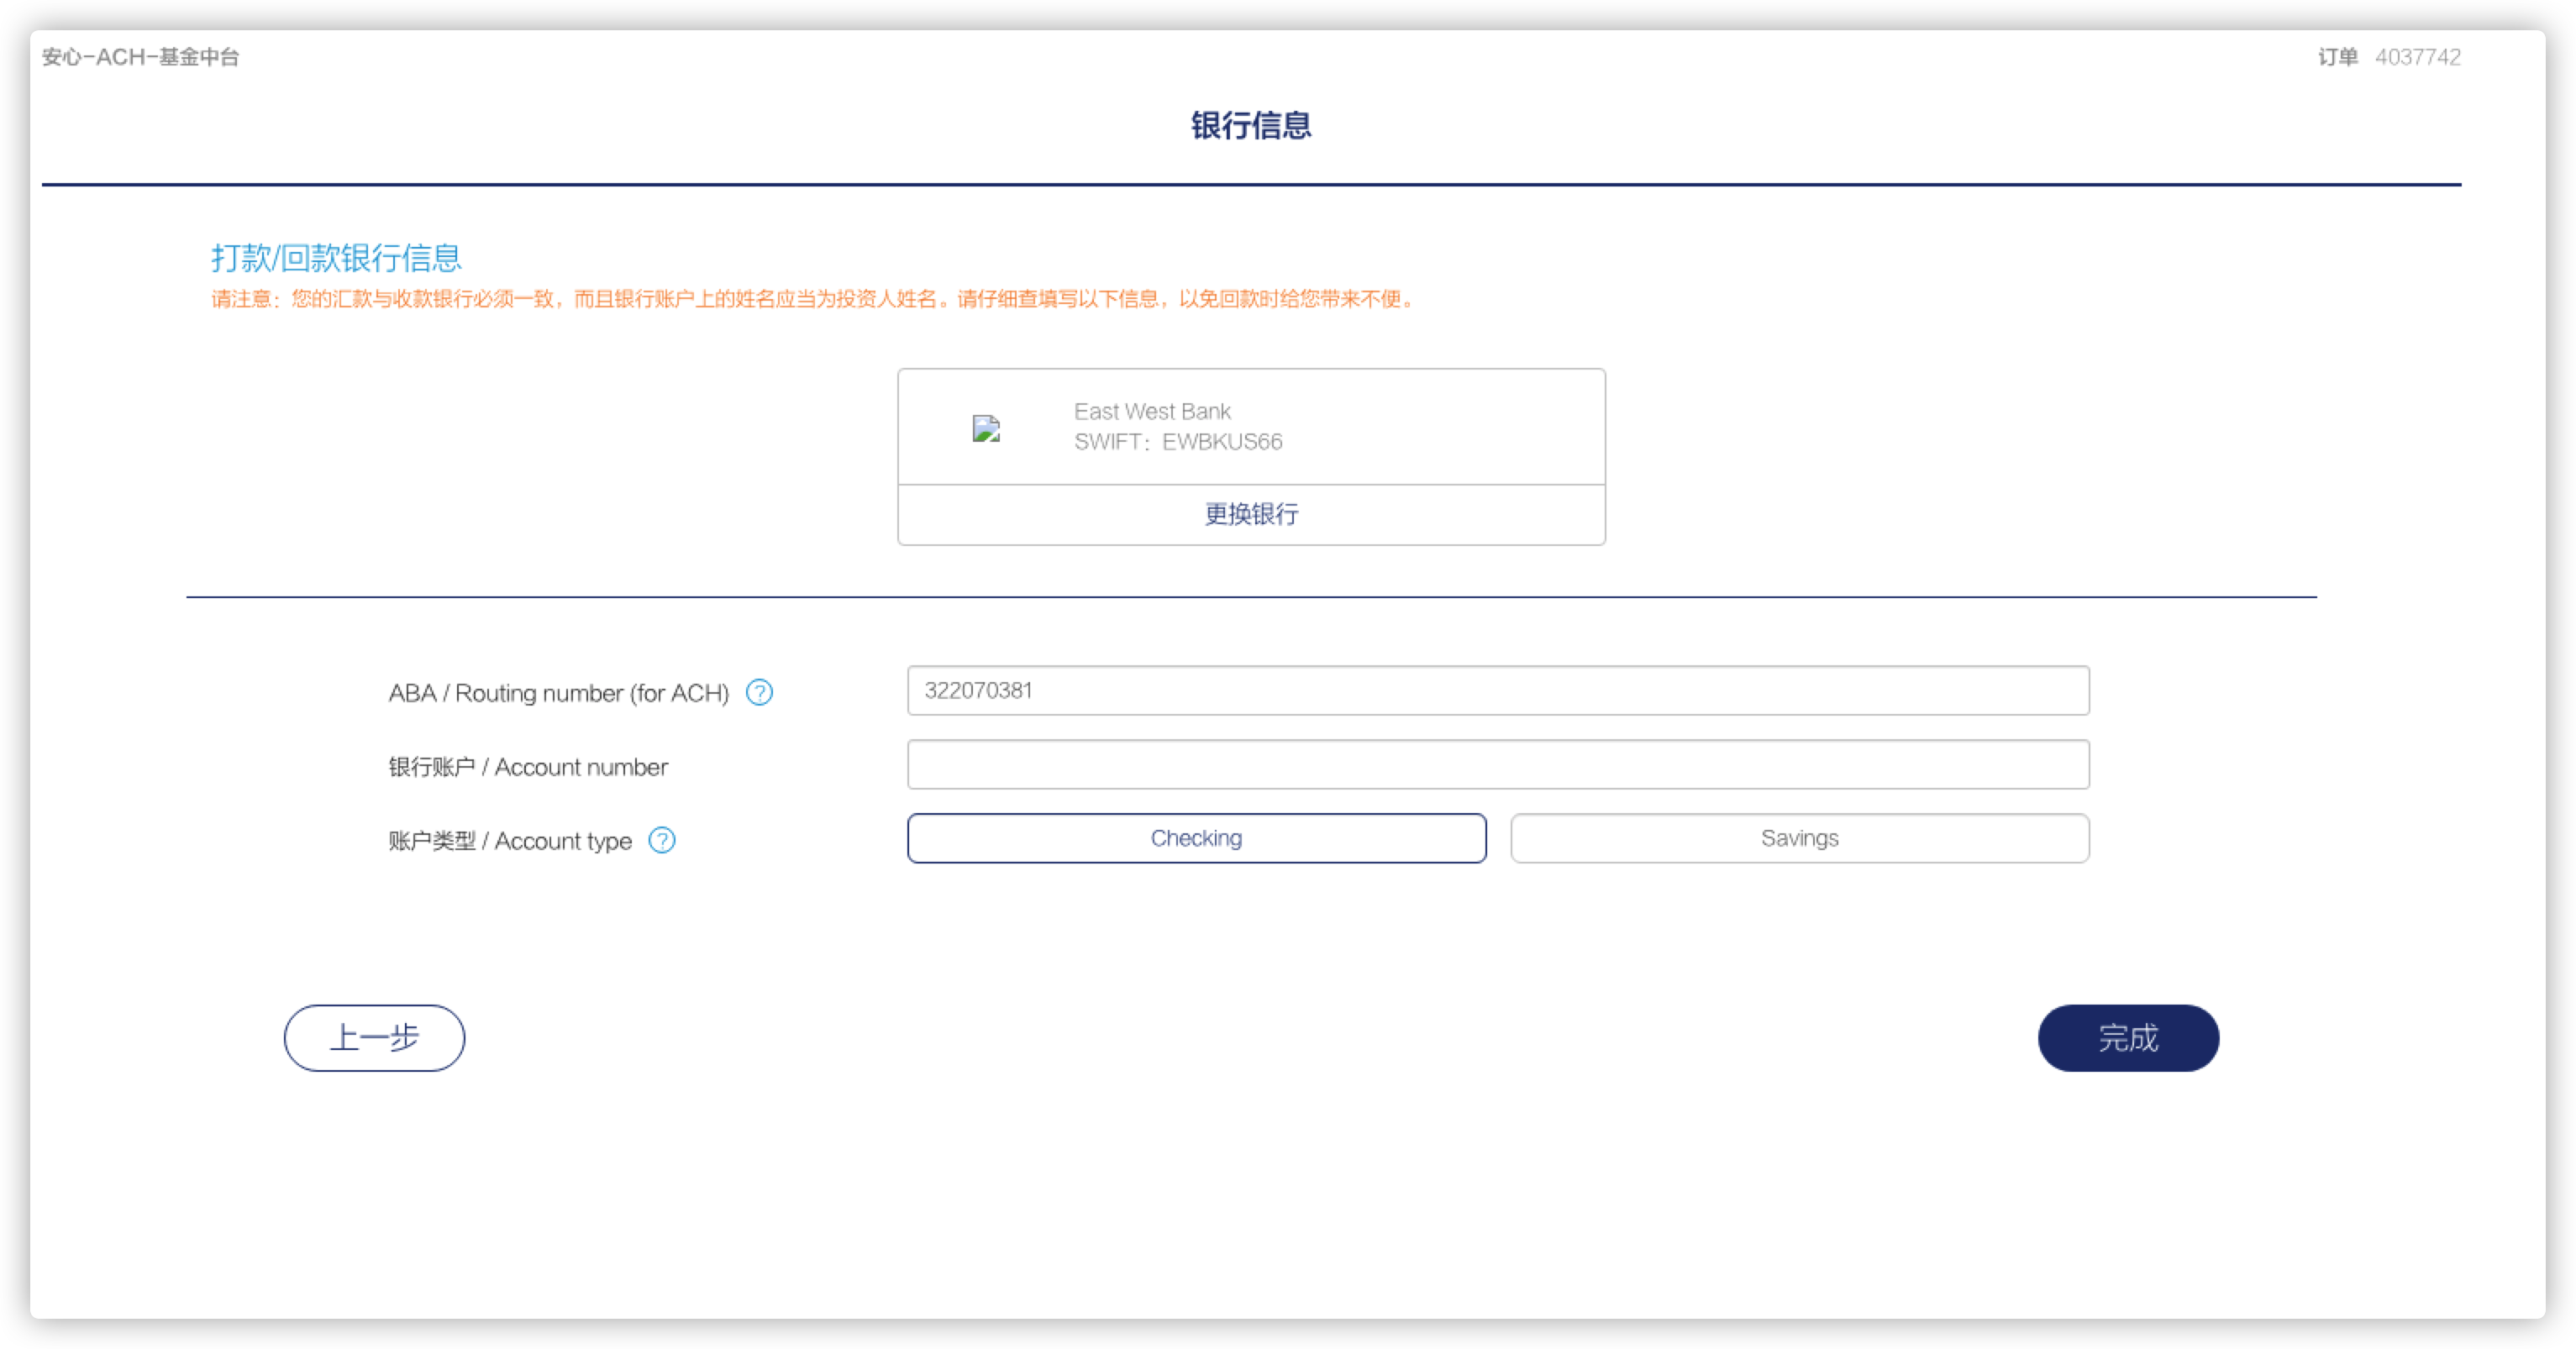 安心-ACH-基金中台
订单 4037742
银行信息
打款/回款银行信息
请注意：您的汇款与收款银行必须一致，而且银行账户上的姓名应当为投资人姓名。请仔细查填写以下信息，以免回款时给您带来不便。
East West Bank
SWIFT：EWBKUS66
更换银行
ABA / Routing number (for ACH) ?
322070381
银行账户 / Account number
账户类型 / Account type ?
Checking
Savings
上一步
完成